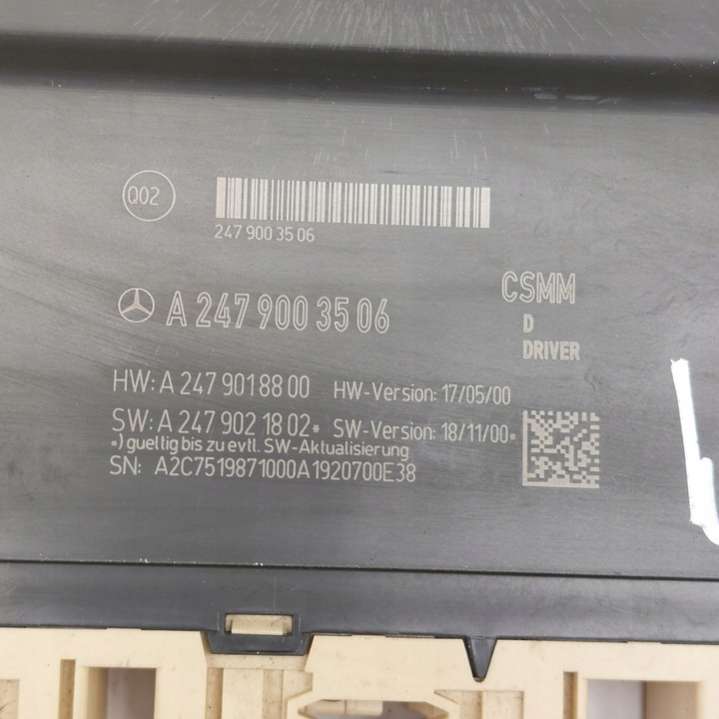 Q02
247 900 35 06
A 247 900 35 06
CSMM
D
DRIVER
HW: A 247 901 88 00 HW-Version: 17/05/00
SW: A 247 902 18 02* SW-Version: 18/11/00*
*) gueltig bis zu evtl. SW-Aktualisierung
SN: A2C7519871000A1920700E38